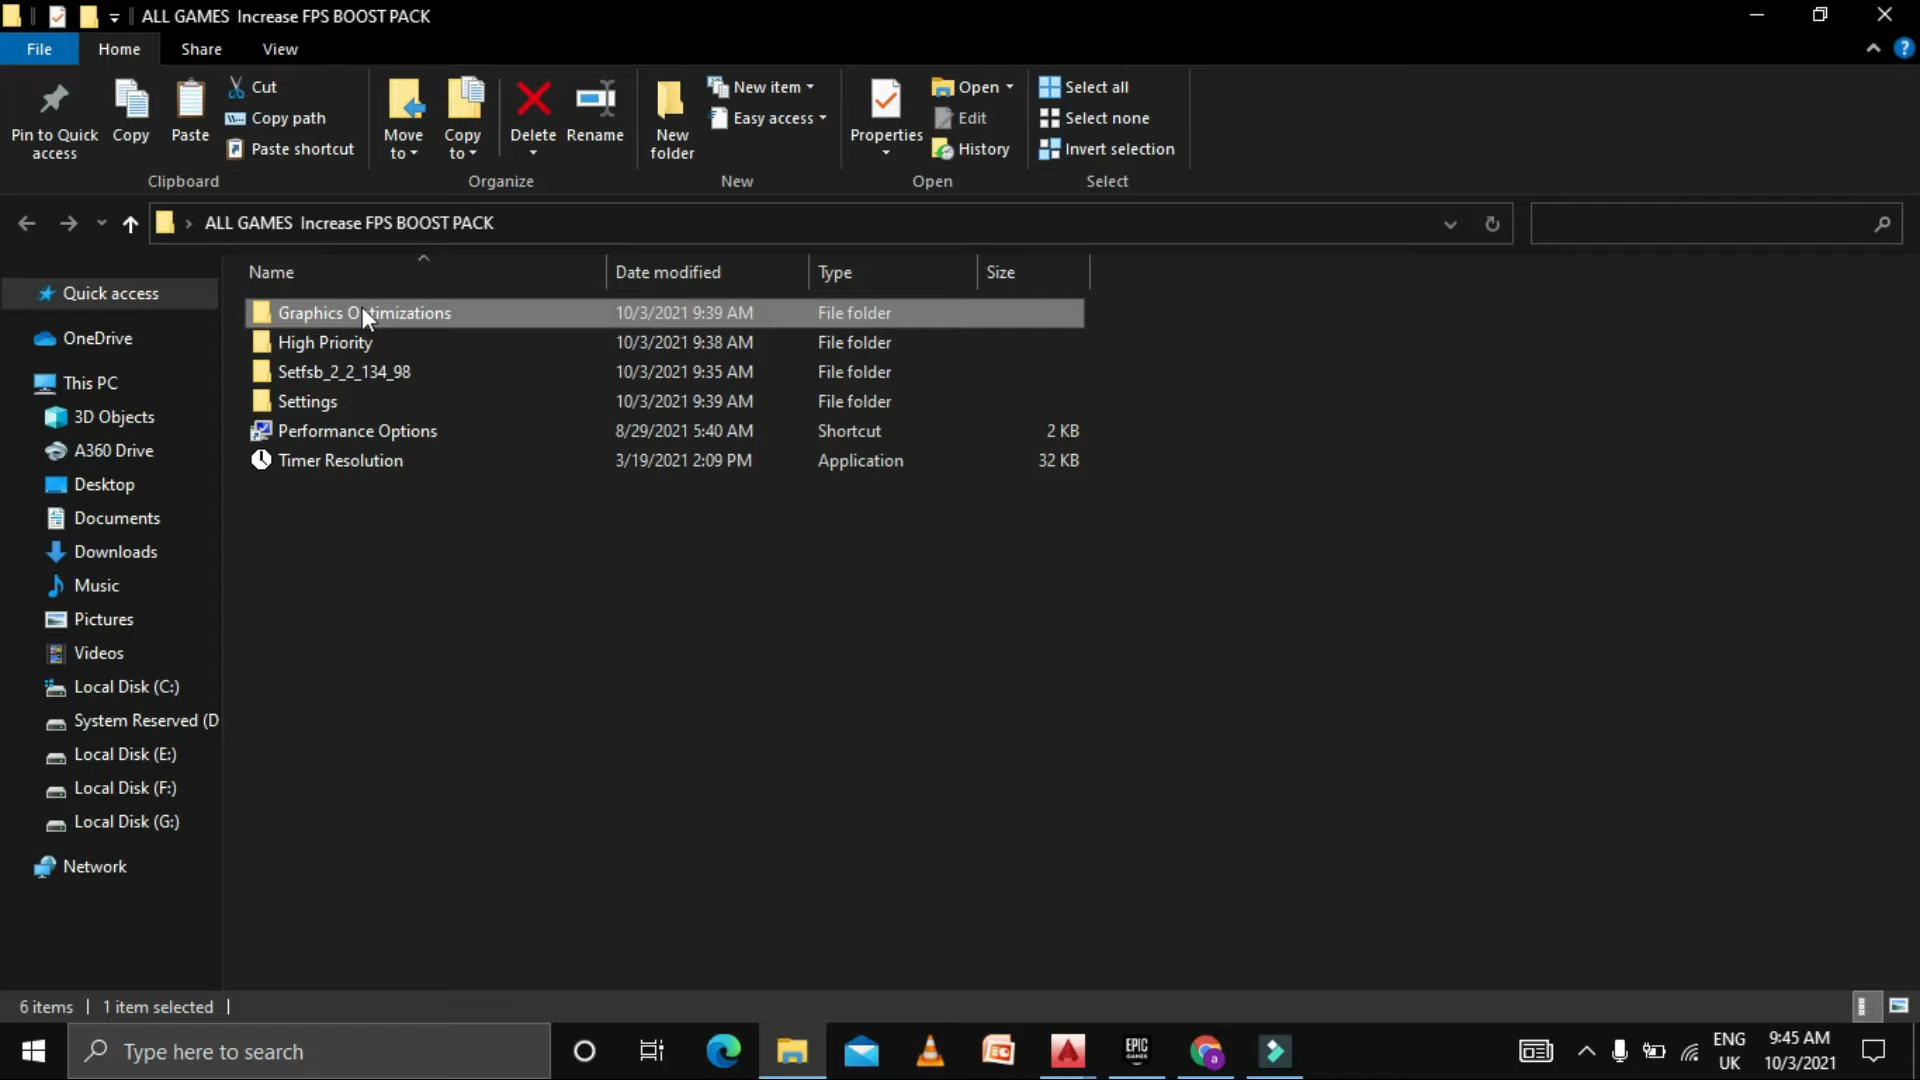 ALL GAMES  Increase FPS BOOST PACK
File Home Share View
Pin to Quick access
Copy
Paste
Cut
Copy path
Paste shortcut
Clipboard
Move to
Copy to
Delete
Rename
Organize
New folder
New item
Easy access
New
Properties
Open
Edit
History
Open
Select all
Select none
Invert selection
Select
ALL GAMES  Increase FPS BOOST PACK
Name Date modified Type Size
Quick access
OneDrive
This PC
3D Objects
A360 Drive
Desktop
Documents
Downloads
Music
Pictures
Videos
Local Disk (C:)
System Reserved (D
Local Disk (E:)
Local Disk (F:)
Local Disk (G:)
Network
Graphics Optimizations 10/3/2021 9:39 AM File folder
High Priority 10/3/2021 9:38 AM File folder
Setfsb_2_2_134_98 10/3/2021 9:35 AM File folder
Settings 10/3/2021 9:39 AM File folder
Performance Options 8/29/2021 5:40 AM Shortcut 2 KB
Timer Resolution 3/19/2021 2:09 PM Application 32 KB
6 items 1 item selected
Type here to search
EPIC GAMES
a
ENG
UK
9:45 AM
10/3/2021